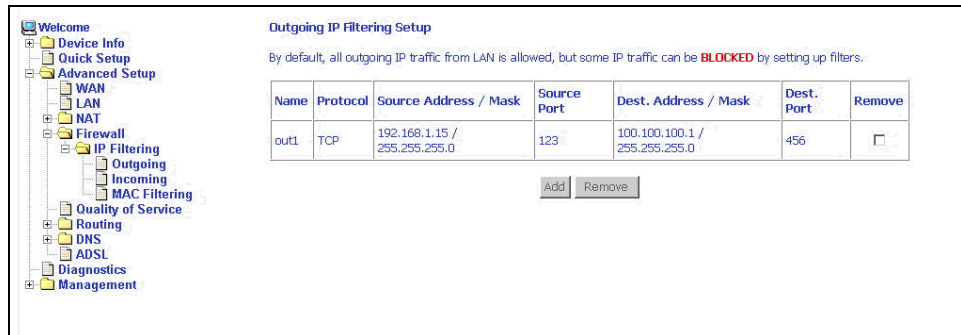 Welcome
Device Info
Quick Setup
Advanced Setup
WAN
LAN
NAT
Firewall
IP Filtering
Outgoing
Incoming
MAC Filtering
Quality of Service
Routing
DNS
ADSL
Diagnostics
Management
Outgoing IP Filtering Setup
By default, all outgoing IP traffic from LAN is allowed, but some IP traffic can be BLOCKED by setting up filters.
Name Protocol Source Address / Mask Source Port Dest. Address / Mask Dest. Port Remove
out1 TCP 192.168.1.15 / 255.255.255.0 123 100.100.100.1 / 255.255.255.0 456
Add Remove